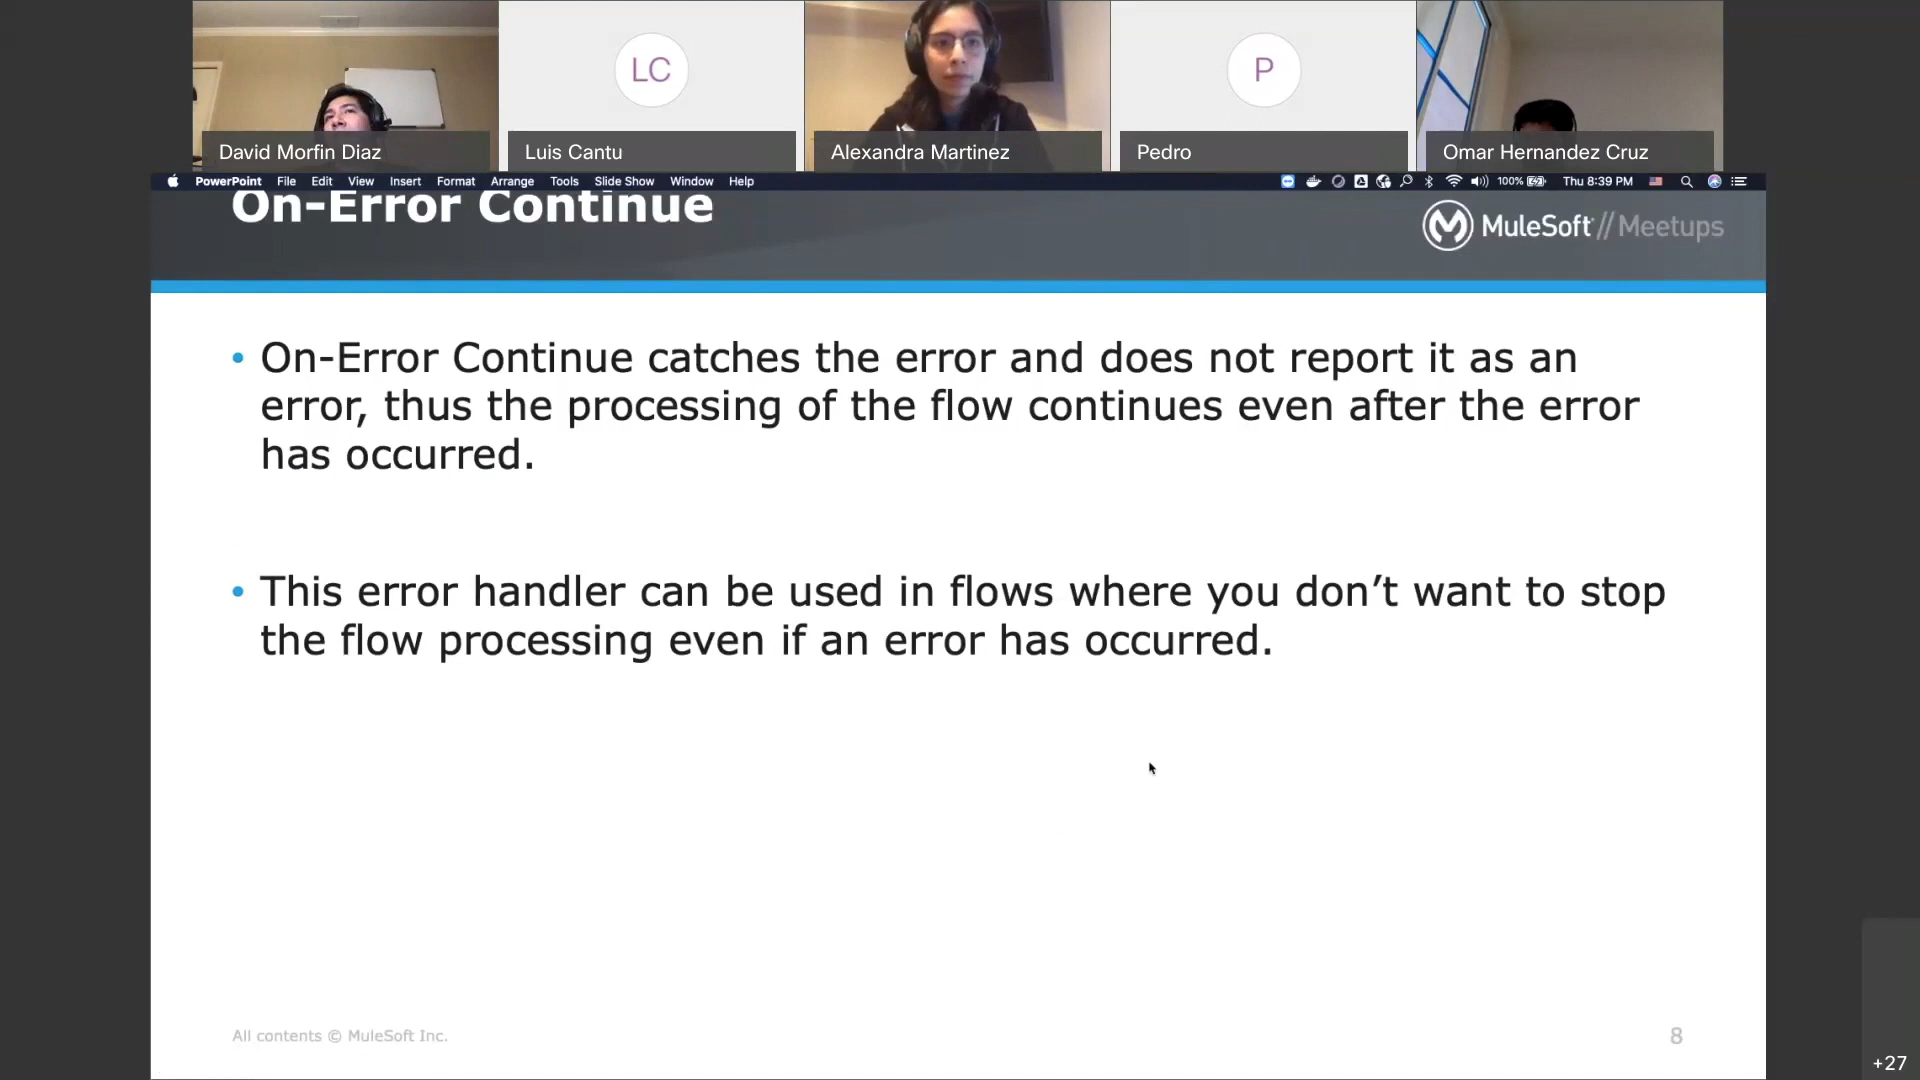 LC
P
David Morfin Diaz
Luis Cantu
Alexandra Martinez
Pedro
Omar Hernandez Cruz
PowerPoint File Edit View Insert Format Arrange Tools Slide Show Window Help
100% Thu 8:39 PM
On-Error Continue
MuleSoft // Meetups
• On-Error Continue catches the error and does not report it as an
error, thus the processing of the flow continues even after the error
has occurred.
• This error handler can be used in flows where you don’t want to stop
the flow processing even if an error has occurred.
All contents © MuleSoft Inc.
8
+27